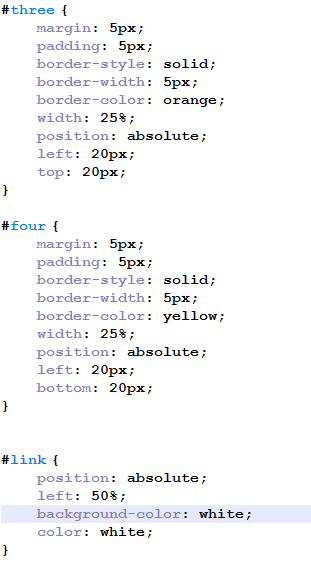 #three {
    margin: 5px;
    padding: 5px;
    border-style: solid;
    border-width: 5px;
    border-color: orange;
    width: 25%;
    position: absolute;
    left: 20px;
    top: 20px;
}

#four {
    margin: 5px;
    padding: 5px;
    border-style: solid;
    border-width: 5px;
    border-color: yellow;
    width: 25%;
    position: absolute;
    left: 20px;
    bottom: 20px;
}

#link {
    position: absolute;
    left: 50%;
    background-color: white;
    color: white;
}